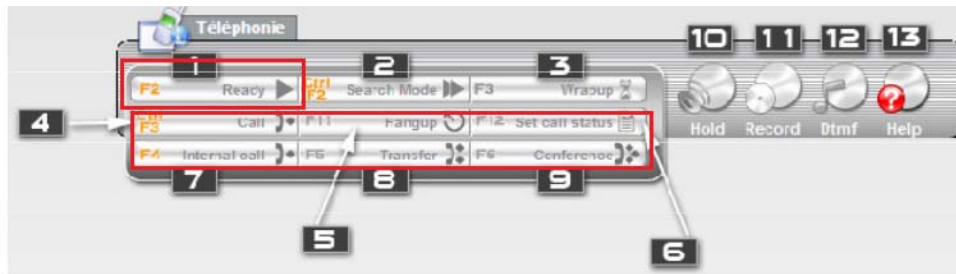 Téléphonie
10 11 12 13
1 2 3
F2 Ready Ctrl F2 Search Mode F3 Wrapup
4 Ctrl F3 Call F11 Hangup F12 Set call status
Hold Record Dtmf Help
F4 Internal call F5 Transfer F6 Conference
7 8 9
5 6